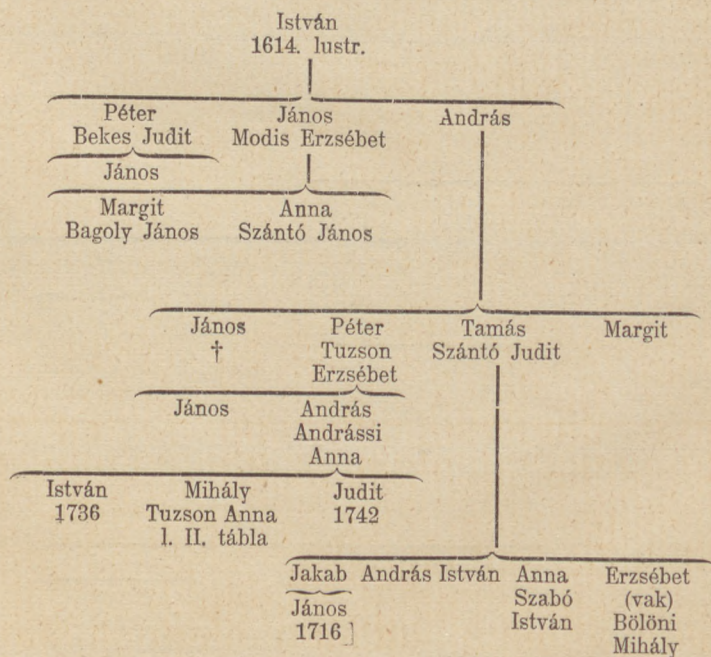 István
1614. lustr.
Péter János András
Bekes Judit Modis Erzsébet
János
Margit Anna
Bagoly János Szántó János
János Péter Tamás Margit
† Tuzson Szántó Judit
Erzsébet
János András
Andrássi
Anna
István Mihály Judit
1736 Tuzson Anna 1742
l. II. tábla
Jakab András István Anna Erzsébet
Szabó (vak)
János István Bölöni
1716] Mihály